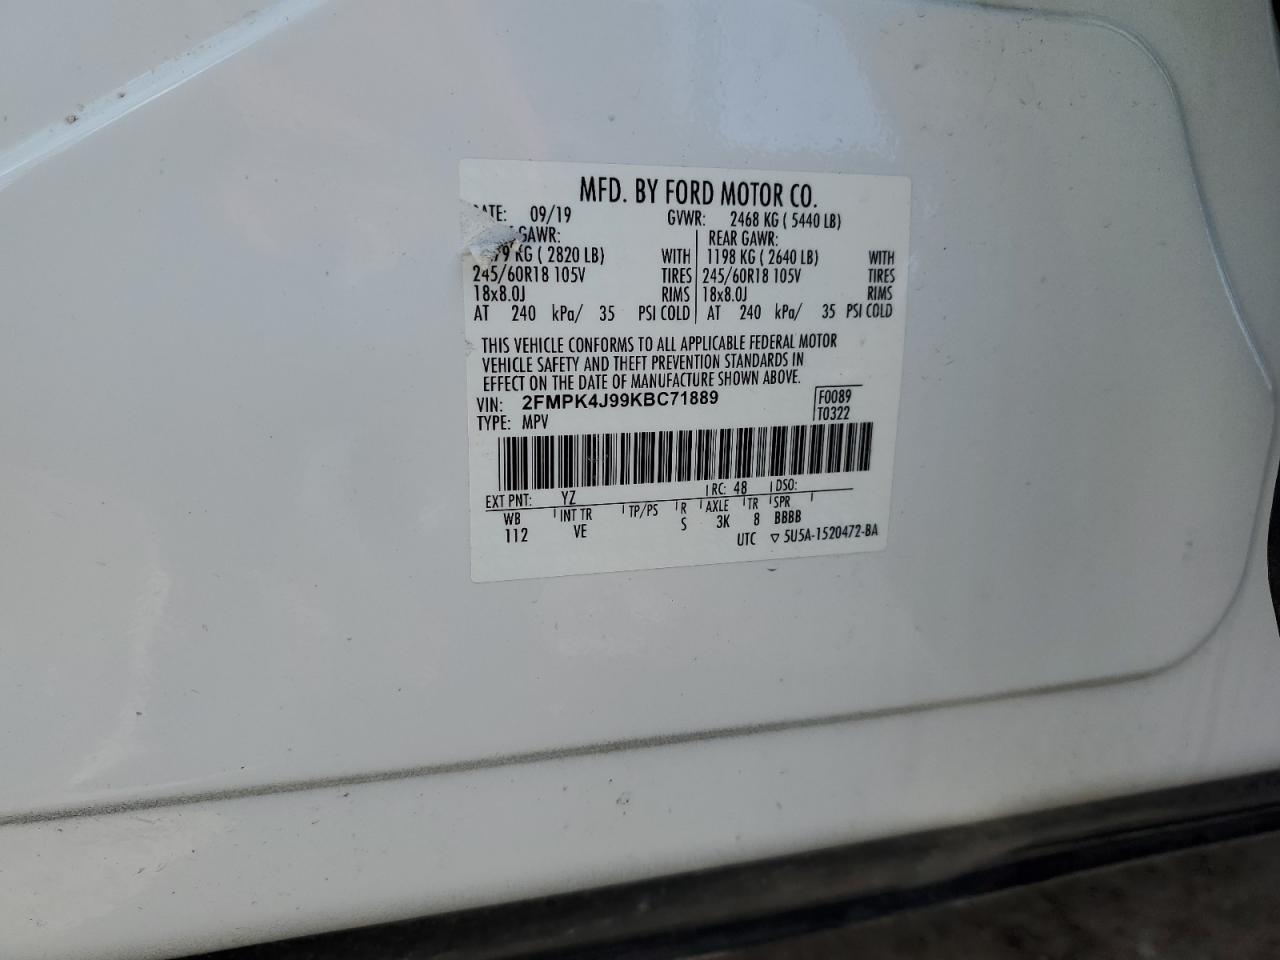 MFD. BY FORD MOTOR CO.
09/19 GVWR: 2468 KG ( 5440 LB)
GAWR: REAR GAWR:
KG ( 2820 LB) WITH 1198 KG ( 2640 LB) WITH
245/60R18 105V TIRES 245/60R18 105V TIRES
18x8.0J RIMS 18x8.0J RIMS
AT 240 kPa/ 35 PSI COLD AT 240 kPa/ 35 PSI COLD
THIS VEHICLE CONFORMS TO ALL APPLICABLE FEDERAL MOTOR
VEHICLE SAFETY AND THEFT PREVENTION STANDARDS IN
EFFECT ON THE DATE OF MANUFACTURE SHOWN ABOVE.
VIN: 2FMPK4J99KBC71889 F0089
TYPE: MPV T0322
EXT PNT: YZ RC: 48 DSO:
WB INT TR TP/PS R AXLE TR SPR
112 VE S 3K 8 BBBB
UTC ▽ 5U5A-1520472-BA